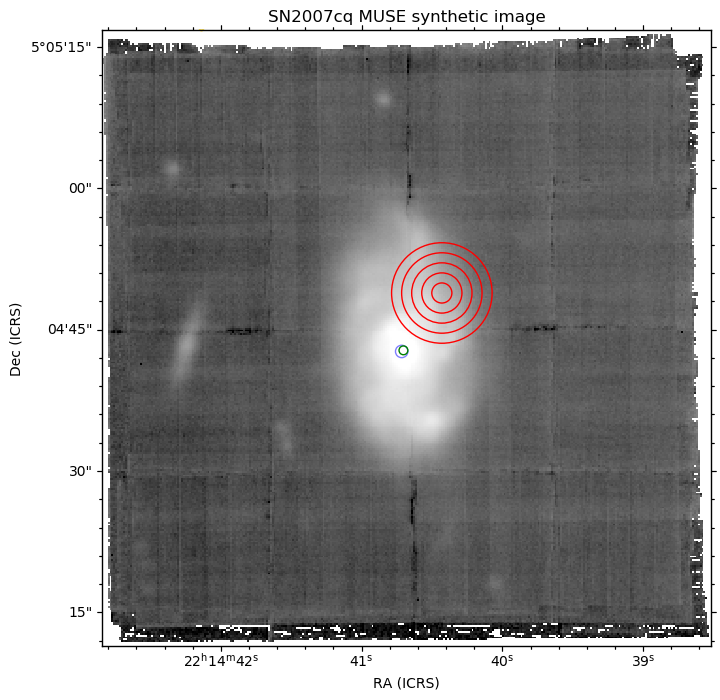 SN2007cq MUSE synthetic image
5°05'15"
00"
04'45"
30"
15"
Dec (ICRS)
22ʰ14ᵐ42ˢ
41ˢ
40ˢ
39ˢ
RA (ICRS)